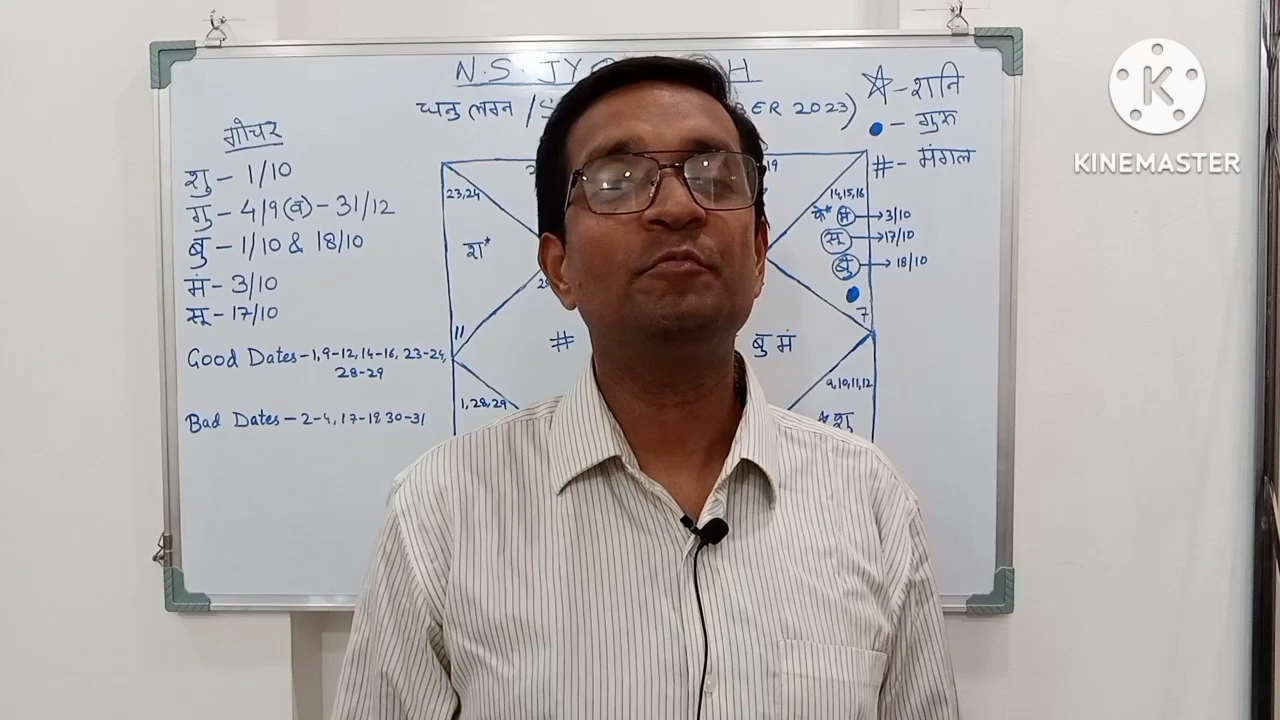 N.S. JY H
धनु लग्न / BER 2023)
☆ - शनि
● - गुरु
# - मंगल
KINEMASTER
गोचर
शु - 1/10
गु - 4/9 (व) - 31/12
बु - 1/10 & 18/10
मं - 3/10
सू - 17/10
Good Dates - 1, 9-12, 14-16, 23-24,
28-29
Bad Dates - 2-4, 17-18, 30-31
23,24
श*
11
#
1,28,29
19
14,15,16
के* मं → 3/10
सू → 17/10
बु → 18/10
7
बु मं
9,10,11,12
☆ शु